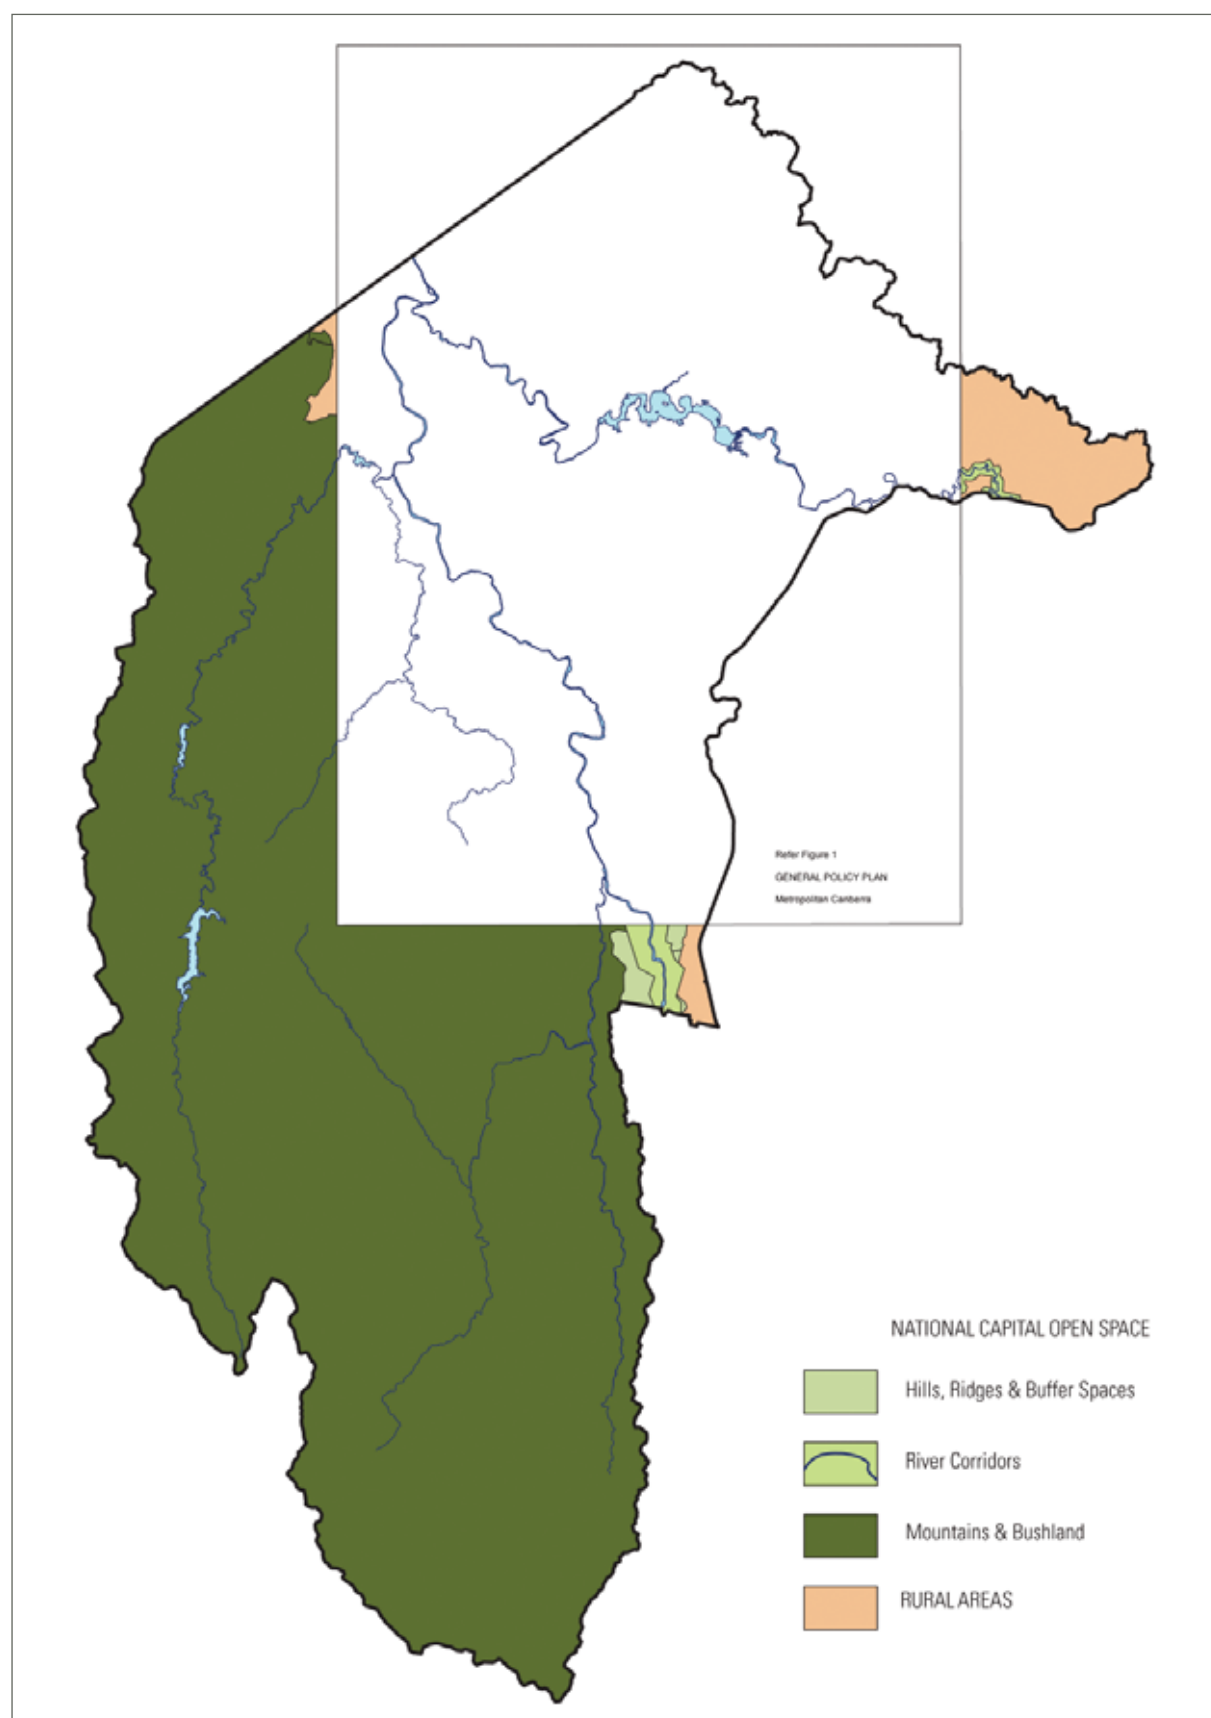 Refer Figure 1
GENERAL POLICY PLAN
Metropolitan Canberra
NATIONAL CAPITAL OPEN SPACE
Hills, Ridges & Buffer Spaces
River Corridors
Mountains & Bushland
RURAL AREAS